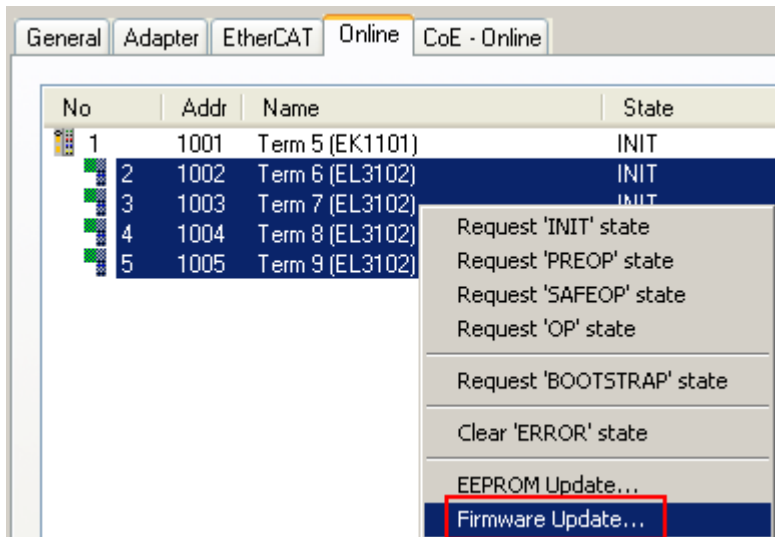 General Adapter EtherCAT Online CoE - Online
No Addr Name State
1 1001 Term 5 (EK1101) INIT
2 1002 Term 6 (EL3102) INIT
3 1003 Term 7 (EL3102) INIT
4 1004 Term 8 (EL3102)
5 1005 Term 9 (EL3102)
Request 'INIT' state
Request 'PREOP' state
Request 'SAFEOP' state
Request 'OP' state
Request 'BOOTSTRAP' state
Clear 'ERROR' state
EEPROM Update...
Firmware Update...